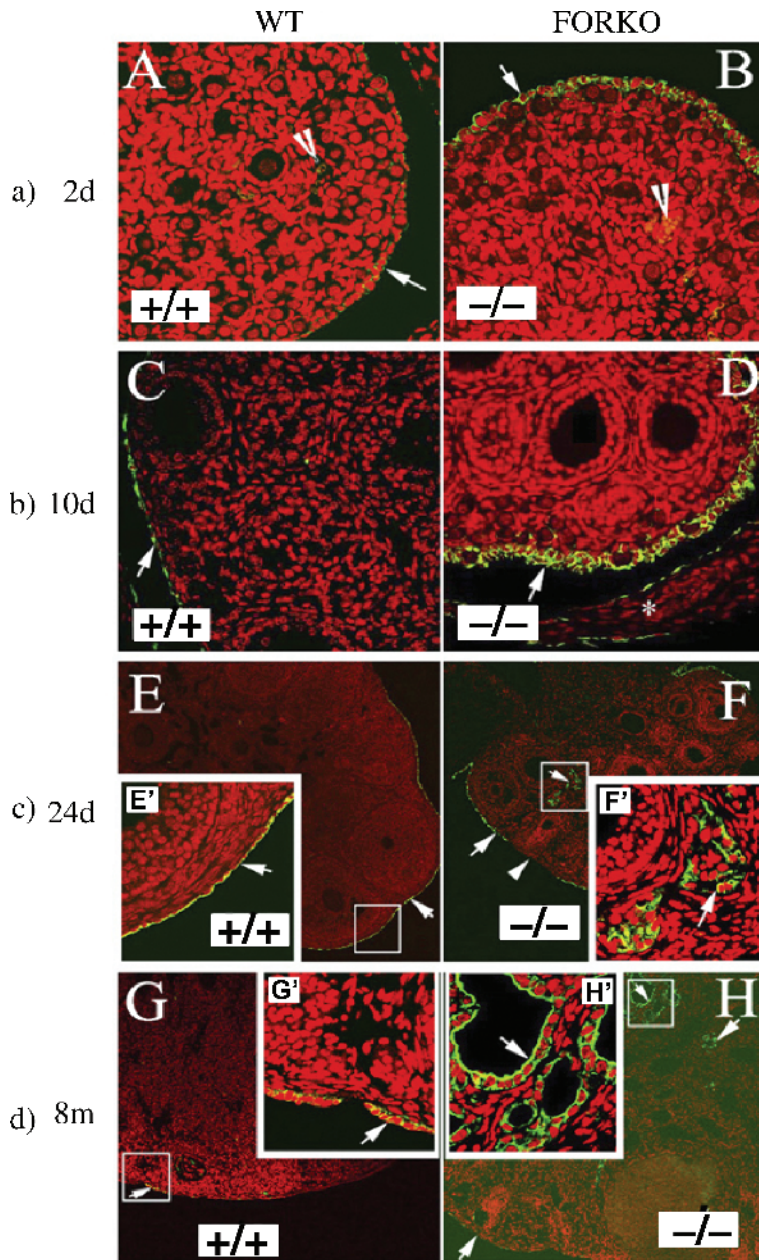 WT FORKO
A B
a) 2d
+/+ –/–
C D
b) 10d
*
+/+ –/–
E F
E' F'
c) 24d
+/+ –/–
G G' H' H
d) 8m
+/+ –/–